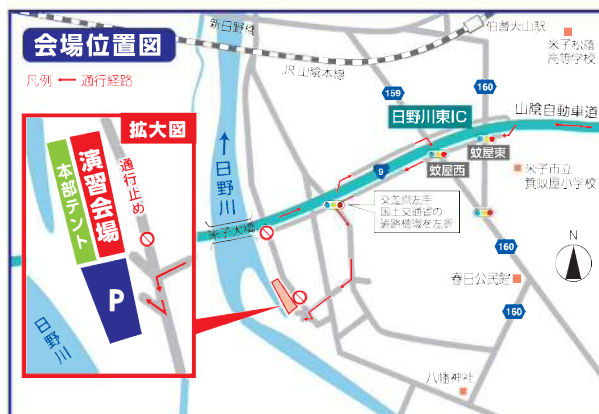 会場位置図
凡例 ← 通行経路
新日野橋
伯耆大山駅
JR山陰本線
米子松蔭
高等学校
159
160
山陰自動車道
日野川東IC
蚊屋東
蚊屋西
米子市立
箕蚊屋小学校
9
↑日野川
米子大橋
交差点左手
国土交通省の
道路標識を左折
160
N
春日公民館
160
八幡神社
拡大図
通行止め
演習会場
本部テント
P
日野川